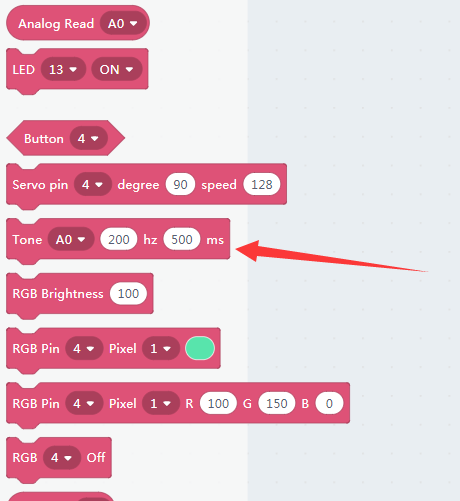 Analog Read A0
LED 13 ON
Button 4
Servo pin 4 degree 90 speed 128
Tone A0 200 hz 500 ms
RGB Brightness 100
RGB Pin 4 Pixel 1
RGB Pin 4 Pixel 1 R 100 G 150 B 0
RGB 4 Off